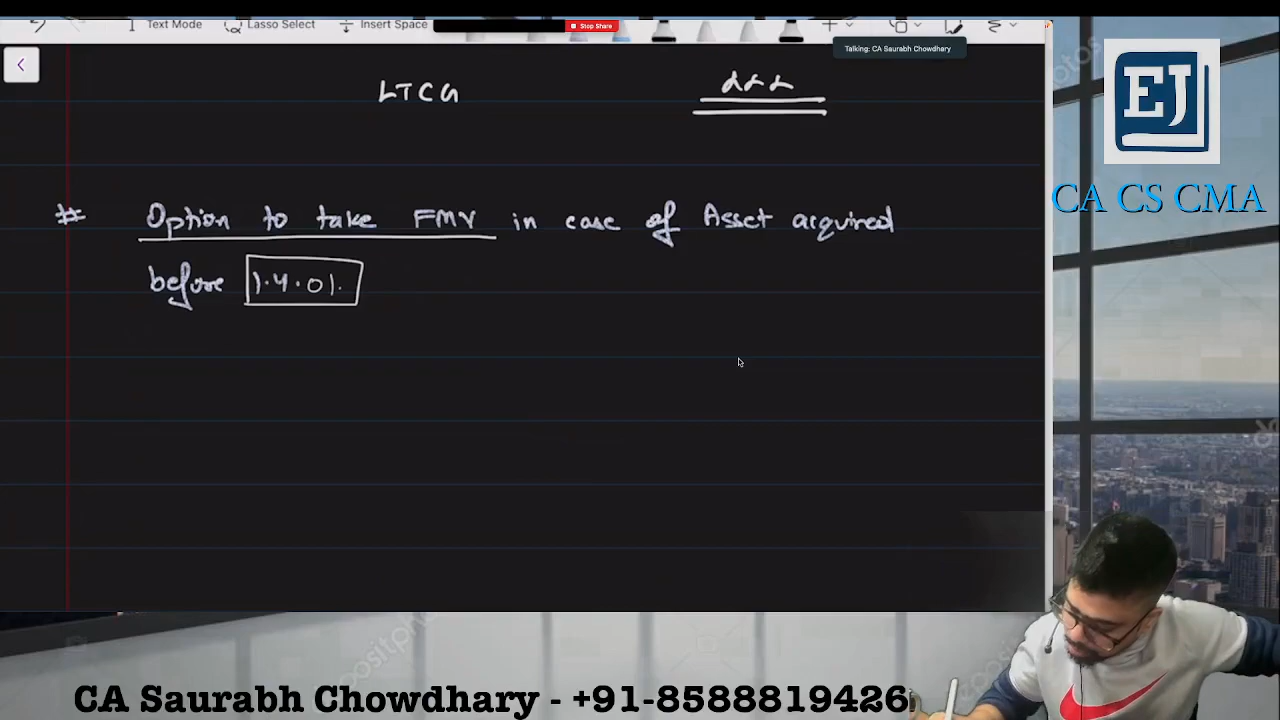 Text Mode Lasso Select Insert Space
Stop Share
Talking: CA Saurabh Chowdhary
LTCG
# Option to take FMV in case of Asset acquired
before 1.4.01.
EJ
CA CS CMA
CA Saurabh Chowdhary - +91-8588819426